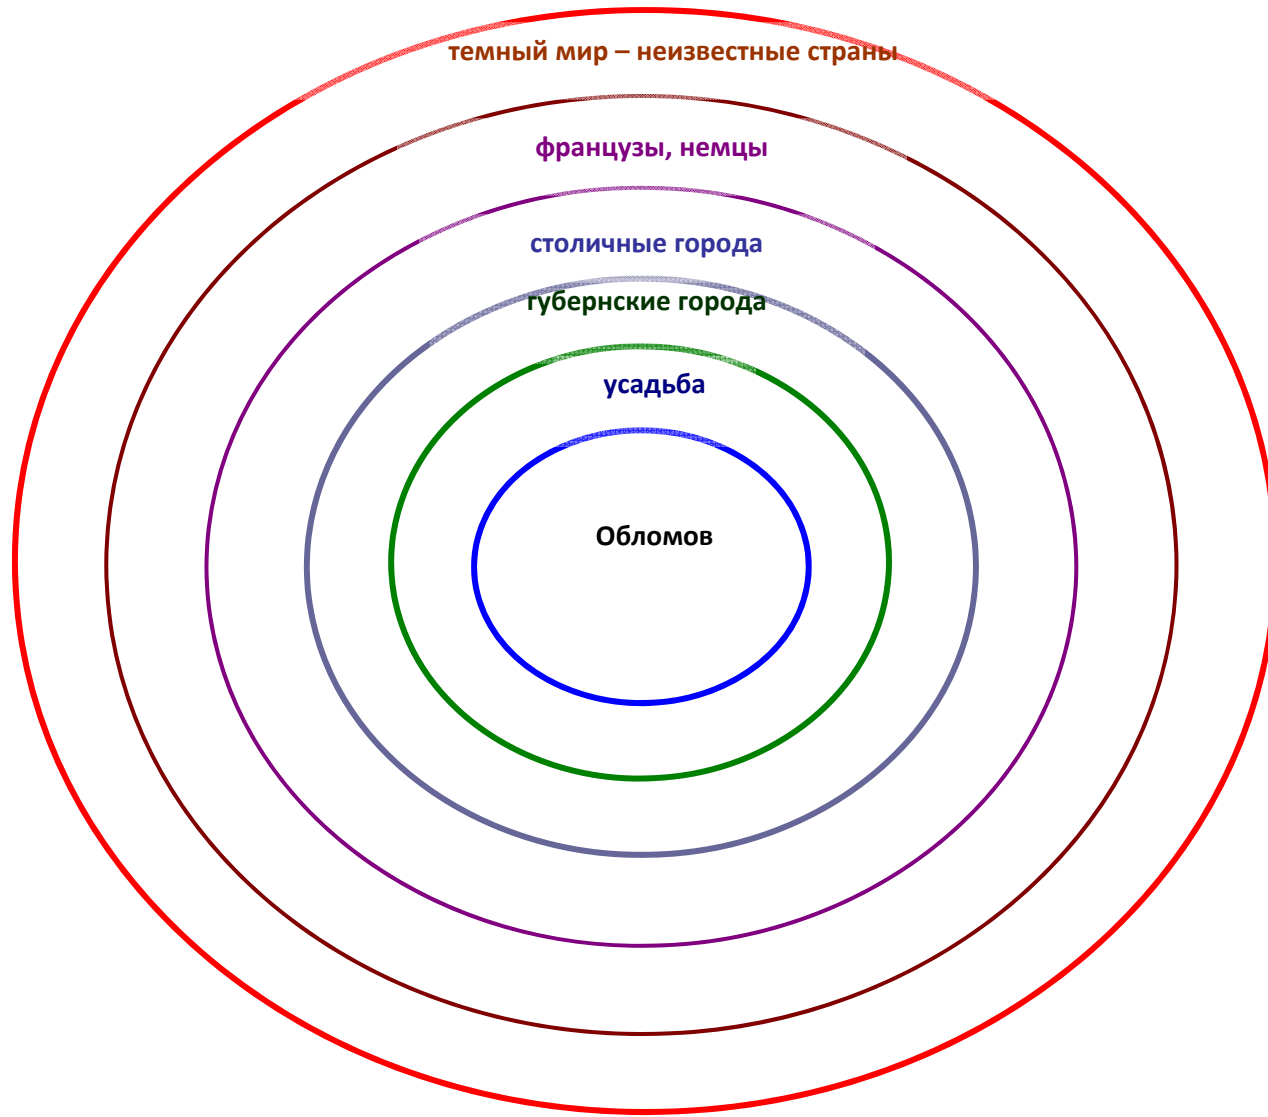 темный мир – неизвестные страны
французы, немцы
столичные города
губернские города
усадьба
Обломов